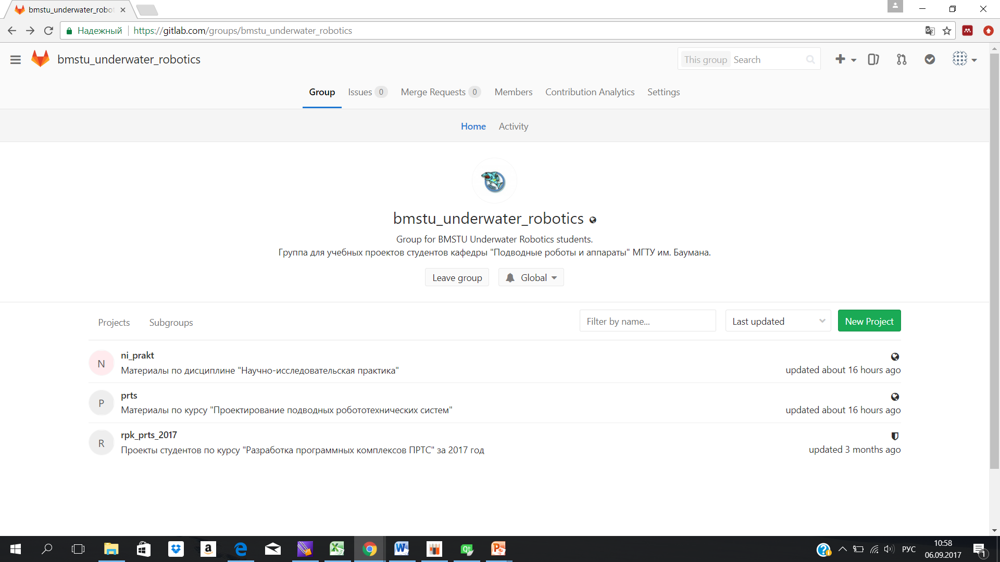 bmstu_underwater_robot
Надежный
https://gitlab.com/groups/bmstu_underwater_robotics
bmstu_underwater_robotics
This group Search
Group Issues 0 Merge Requests 0 Members Contribution Analytics Settings
Home Activity
bmstu_underwater_robotics
Group for BMSTU Underwater Robotics students.
Группа для учебных проектов студентов кафедры "Подводные роботы и аппараты" МГТУ им. Баумана.
Leave group Global
Projects Subgroups Filter by name... Last updated New Project
N ni_prakt
Материалы по дисциплине "Научно-исследовательская практика" updated about 16 hours ago
P prts
Материалы по курсу "Проектирование подводных робототехнических систем" updated about 16 hours ago
R rpk_prts_2017
Проекты студентов по курсу "Разработка программных комплексов ПРТС" за 2017 год updated 3 months ago
РУС
10:58
06.09.2017
1